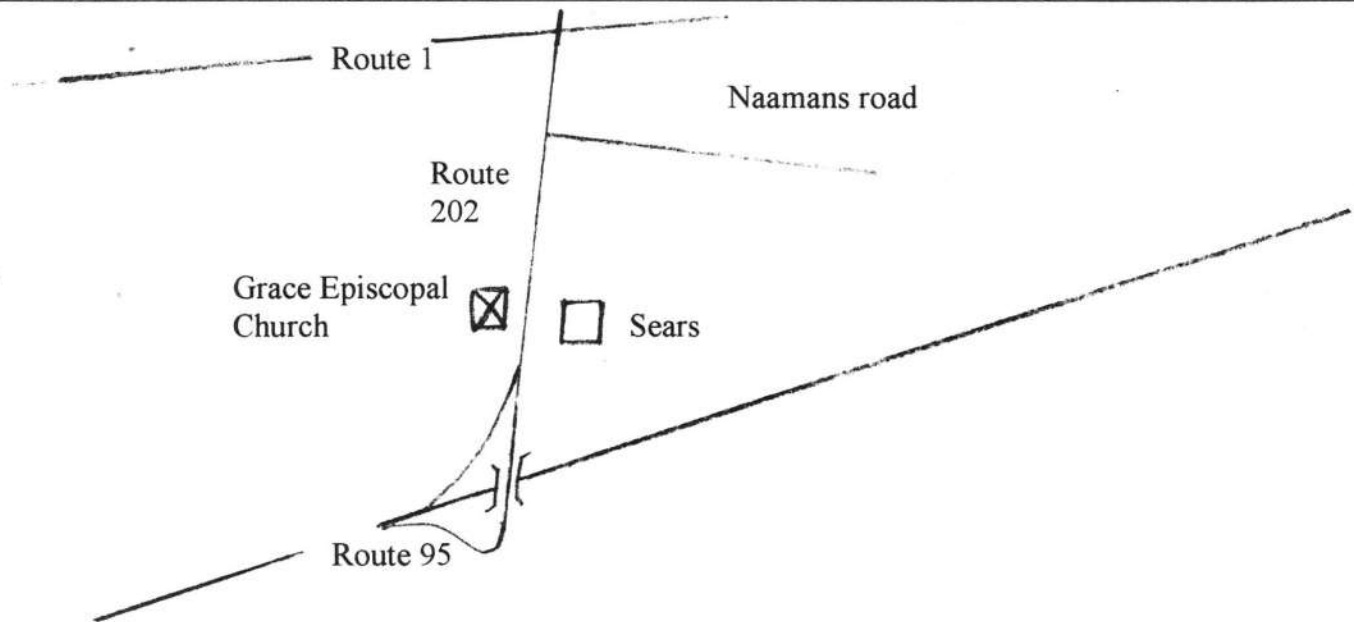 Route 1
Naamans road
Route
202
Grace Episcopal
Church
Sears
Route 95